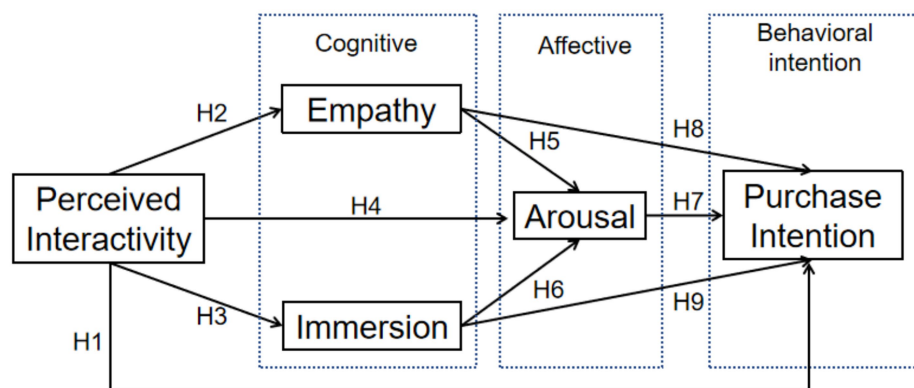 Cognitive
Affective
Behavioral
intention
Empathy
H2
H8
H5
Perceived
Interactivity
H4
Arousal
H7
Purchase
Intention
H3
Immersion
H6
H9
H1